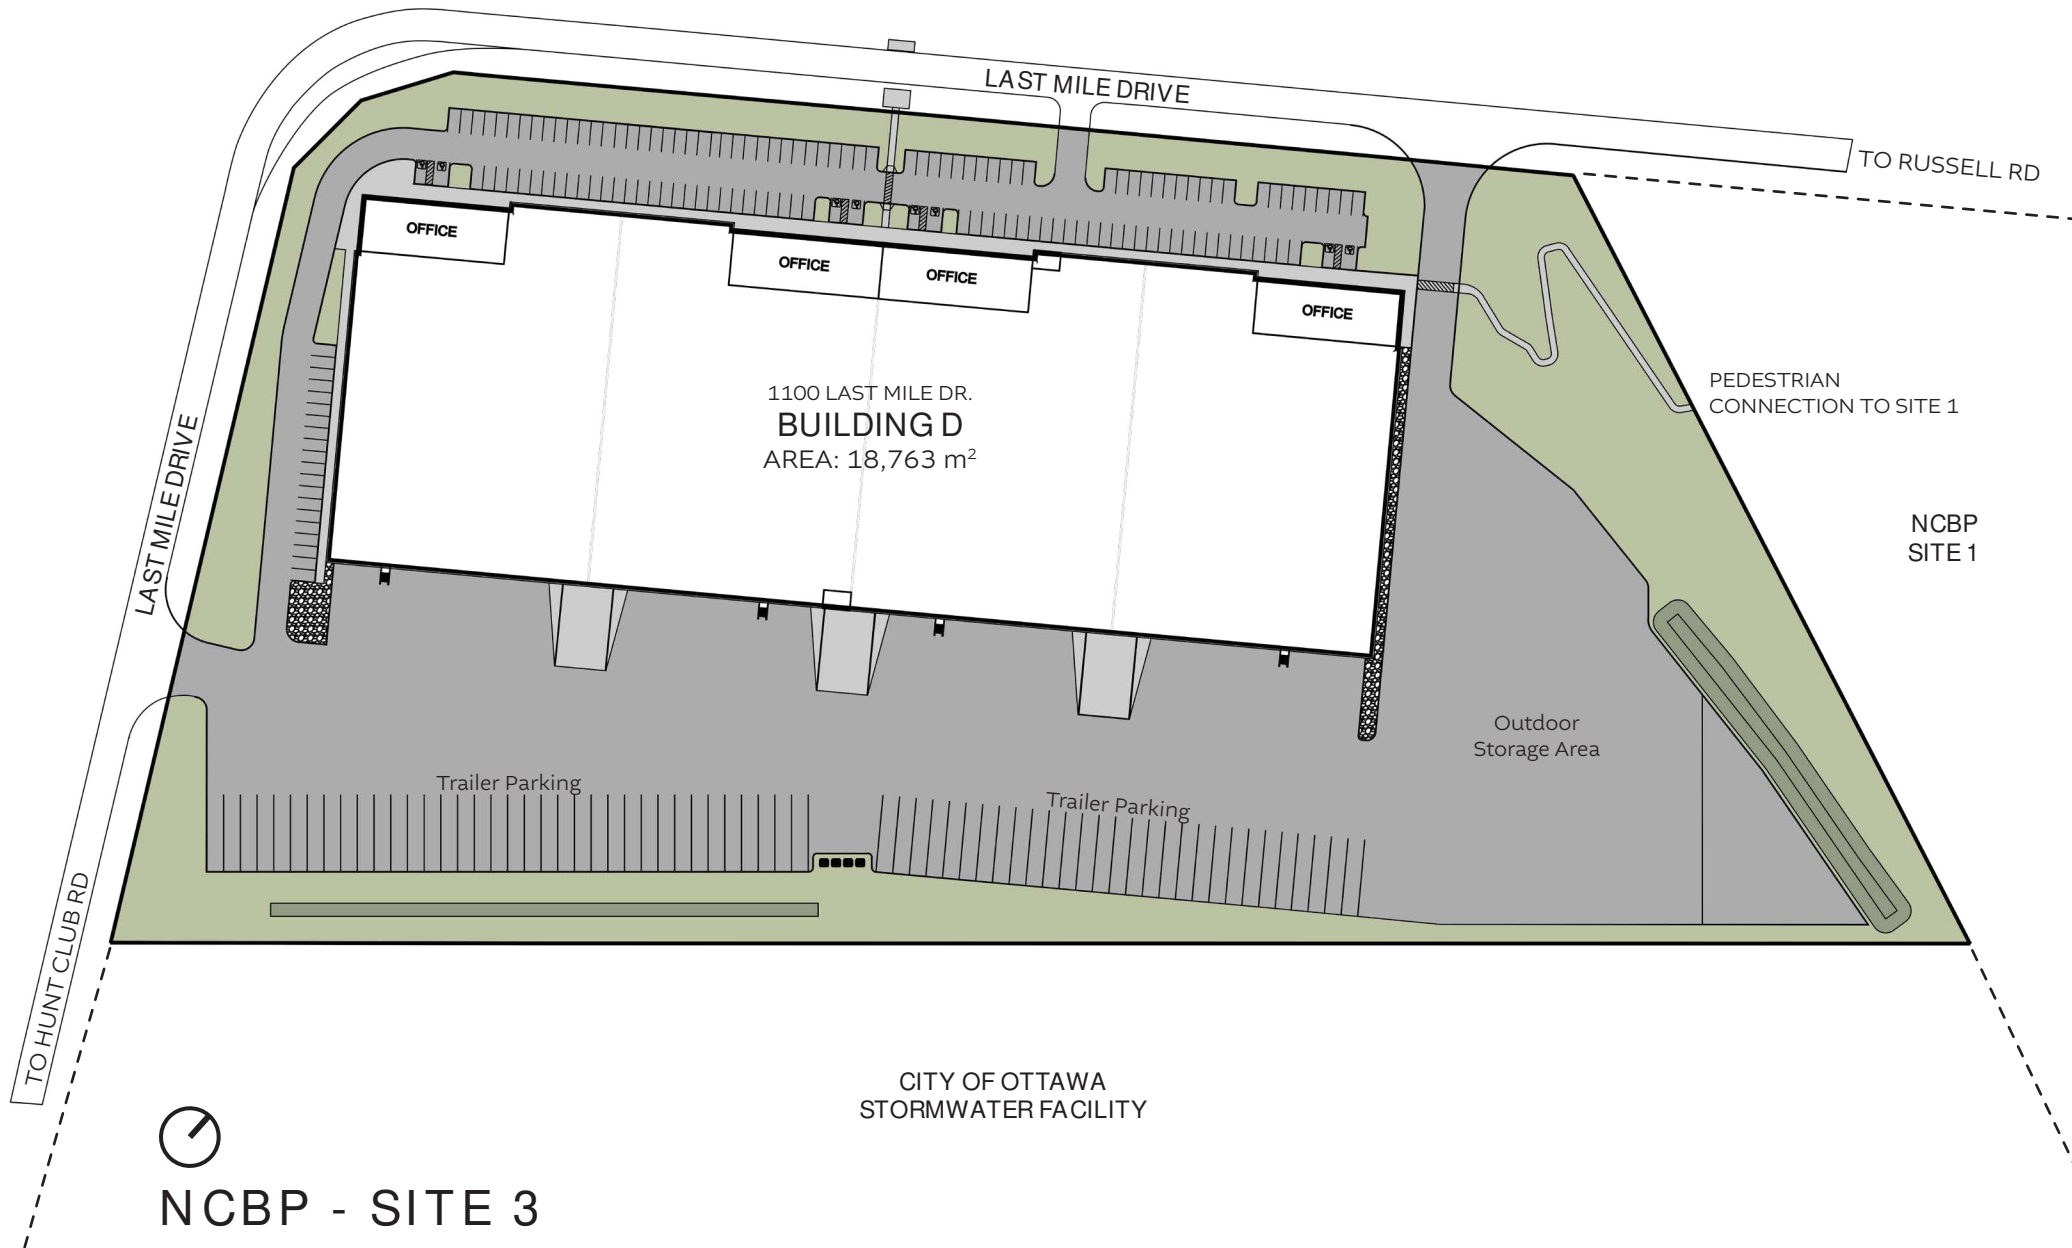 LAST MILE DRIVE
TO RUSSELL RD
OFFICE
OFFICE
OFFICE
OFFICE
1100 LAST MILE DR.
BUILDING D
AREA: 18,763 m²
PEDESTRIAN
CONNECTION TO SITE 1
NCBP
SITE 1
LAST MILE DRIVE
Outdoor
Storage Area
Trailer Parking
Trailer Parking
TO HUNT CLUB RD
CITY OF OTTAWA
STORMWATER FACILITY
NCBP - SITE 3